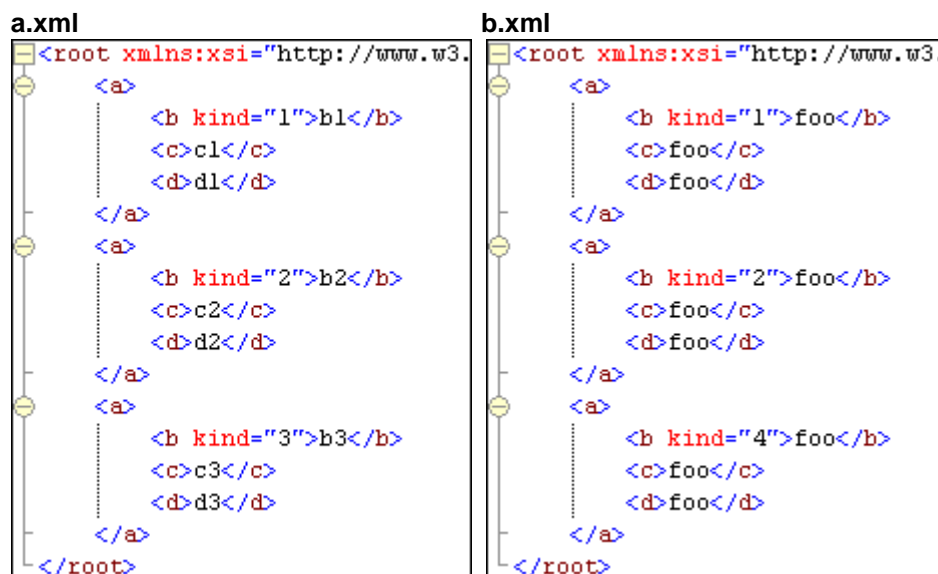 a.xml
<root xmlns:xsi="http://www.w3.
<a>
<b kind="1">b1</b>
<c>c1</c>
<d>d1</d>
</a>
<a>
<b kind="2">b2</b>
<c>c2</c>
<d>d2</d>
</a>
<a>
<b kind="3">b3</b>
<c>c3</c>
<d>d3</d>
</a>
</root>
b.xml
<root xmlns:xsi="http://www.w3.
<a>
<b kind="1">foo</b>
<c>foo</c>
<d>foo</d>
</a>
<a>
<b kind="2">foo</b>
<c>foo</c>
<d>foo</d>
</a>
<a>
<b kind="4">foo</b>
<c>foo</c>
<d>foo</d>
</a>
</root>